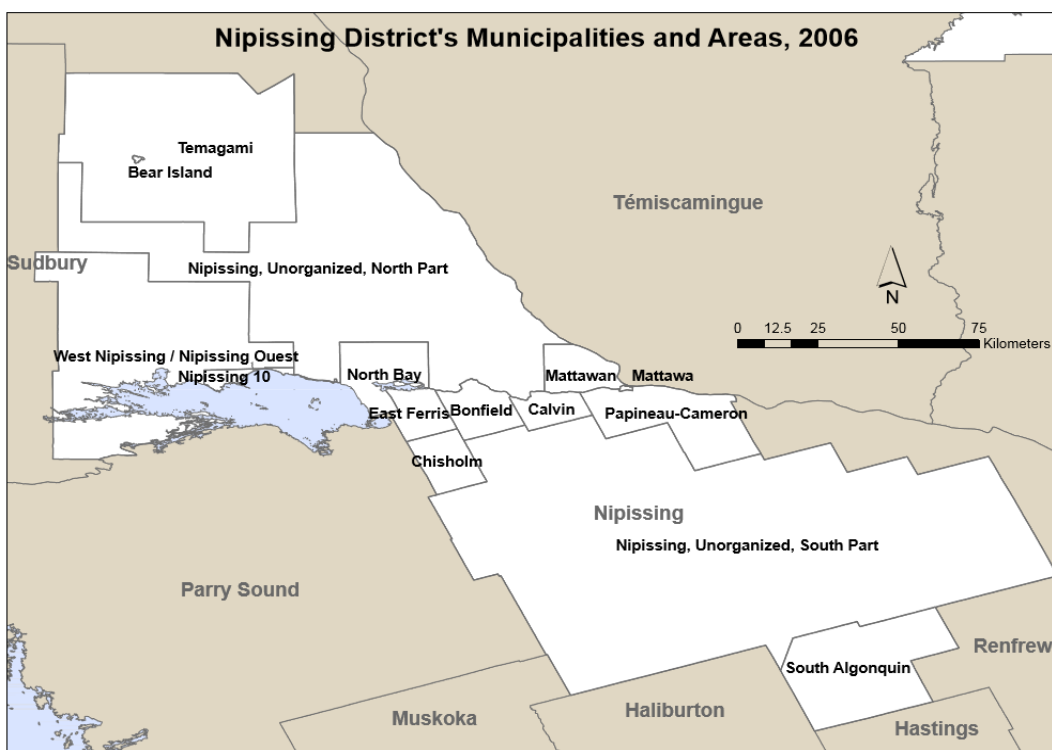 Nipissing District's Municipalities and Areas, 2006
Temagami
Bear Island
Témiscamingue
Sudbury
Nipissing, Unorganized, North Part
N
0 12.5 25 50 75
Kilometers
West Nipissing / Nipissing Ouest
Nipissing 10
North Bay
Mattawan
Mattawa
East Ferris
Bonfield
Calvin
Papineau-Cameron
Chisholm
Nipissing
Nipissing, Unorganized, South Part
Parry Sound
Renfrew
South Algonquin
Muskoka
Haliburton
Hastings